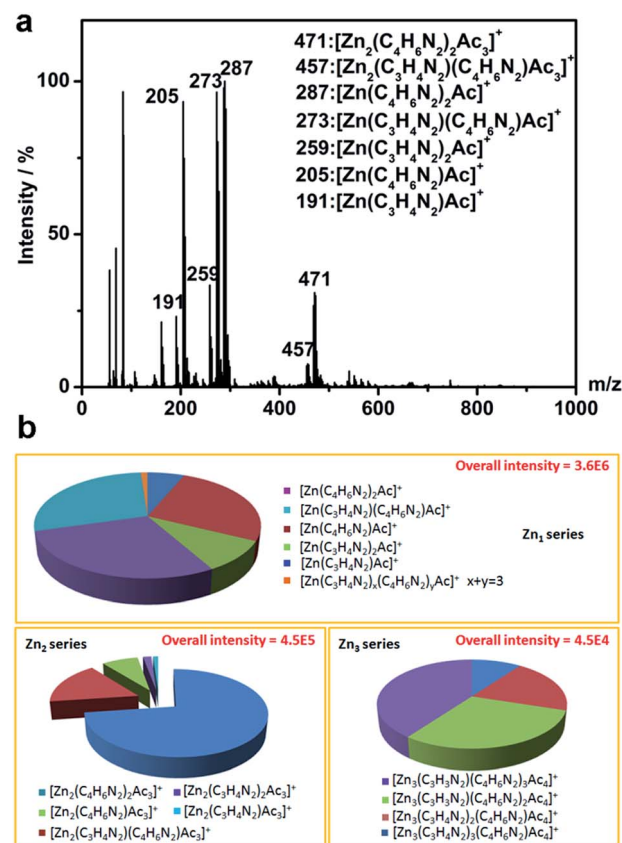 a
471:[Zn₂(C₄H₆N₂)₂Ac₃]⁺
457:[Zn₂(C₃H₄N₂)(C₄H₆N₂)Ac₃]⁺
287:[Zn(C₄H₆N₂)₂Ac]⁺
273:[Zn(C₃H₄N₂)(C₄H₆N₂)Ac]⁺
259:[Zn(C₃H₄N₂)₂Ac]⁺
205:[Zn(C₄H₆N₂)Ac]⁺
191:[Zn(C₃H₄N₂)Ac]⁺
287
273
205
259
191
471
457
100
50
0
Intensity / %
0 200 400 600 800 1000
m/z
b
Overall intensity = 3.6E6
[Zn(C₄H₆N₂)₂Ac]⁺
[Zn(C₃H₄N₂)(C₄H₆N₂)Ac]⁺
[Zn(C₄H₆N₂)Ac]⁺
[Zn(C₃H₄N₂)₂Ac]⁺
[Zn(C₃H₄N₂)Ac]⁺
[Zn(C₃H₄N₂)ₓ(C₄H₆N₂)ᵧAc]⁺ x+y=3
Zn₁ series
Zn₂ series
Overall intensity = 4.5E5
[Zn₂(C₄H₆N₂)₂Ac₃]⁺ [Zn₂(C₃H₄N₂)₂Ac₃]⁺
[Zn₂(C₄H₆N₂)Ac₃]⁺ [Zn₂(C₃H₄N₂)Ac₃]⁺
[Zn₂(C₃H₄N₂)(C₄H₆N₂)Ac₃]⁺
Zn₃ series
Overall intensity = 4.5E4
[Zn₃(C₃H₃N₂)(C₄H₆N₂)₃Ac₄]⁺
[Zn₃(C₃H₃N₂)(C₄H₆N₂)₂Ac₄]⁺
[Zn₃(C₃H₄N₂)₂(C₄H₆N₂)Ac₄]⁺
[Zn₃(C₃H₄N₂)₃(C₄H₆N₂)Ac₄]⁺